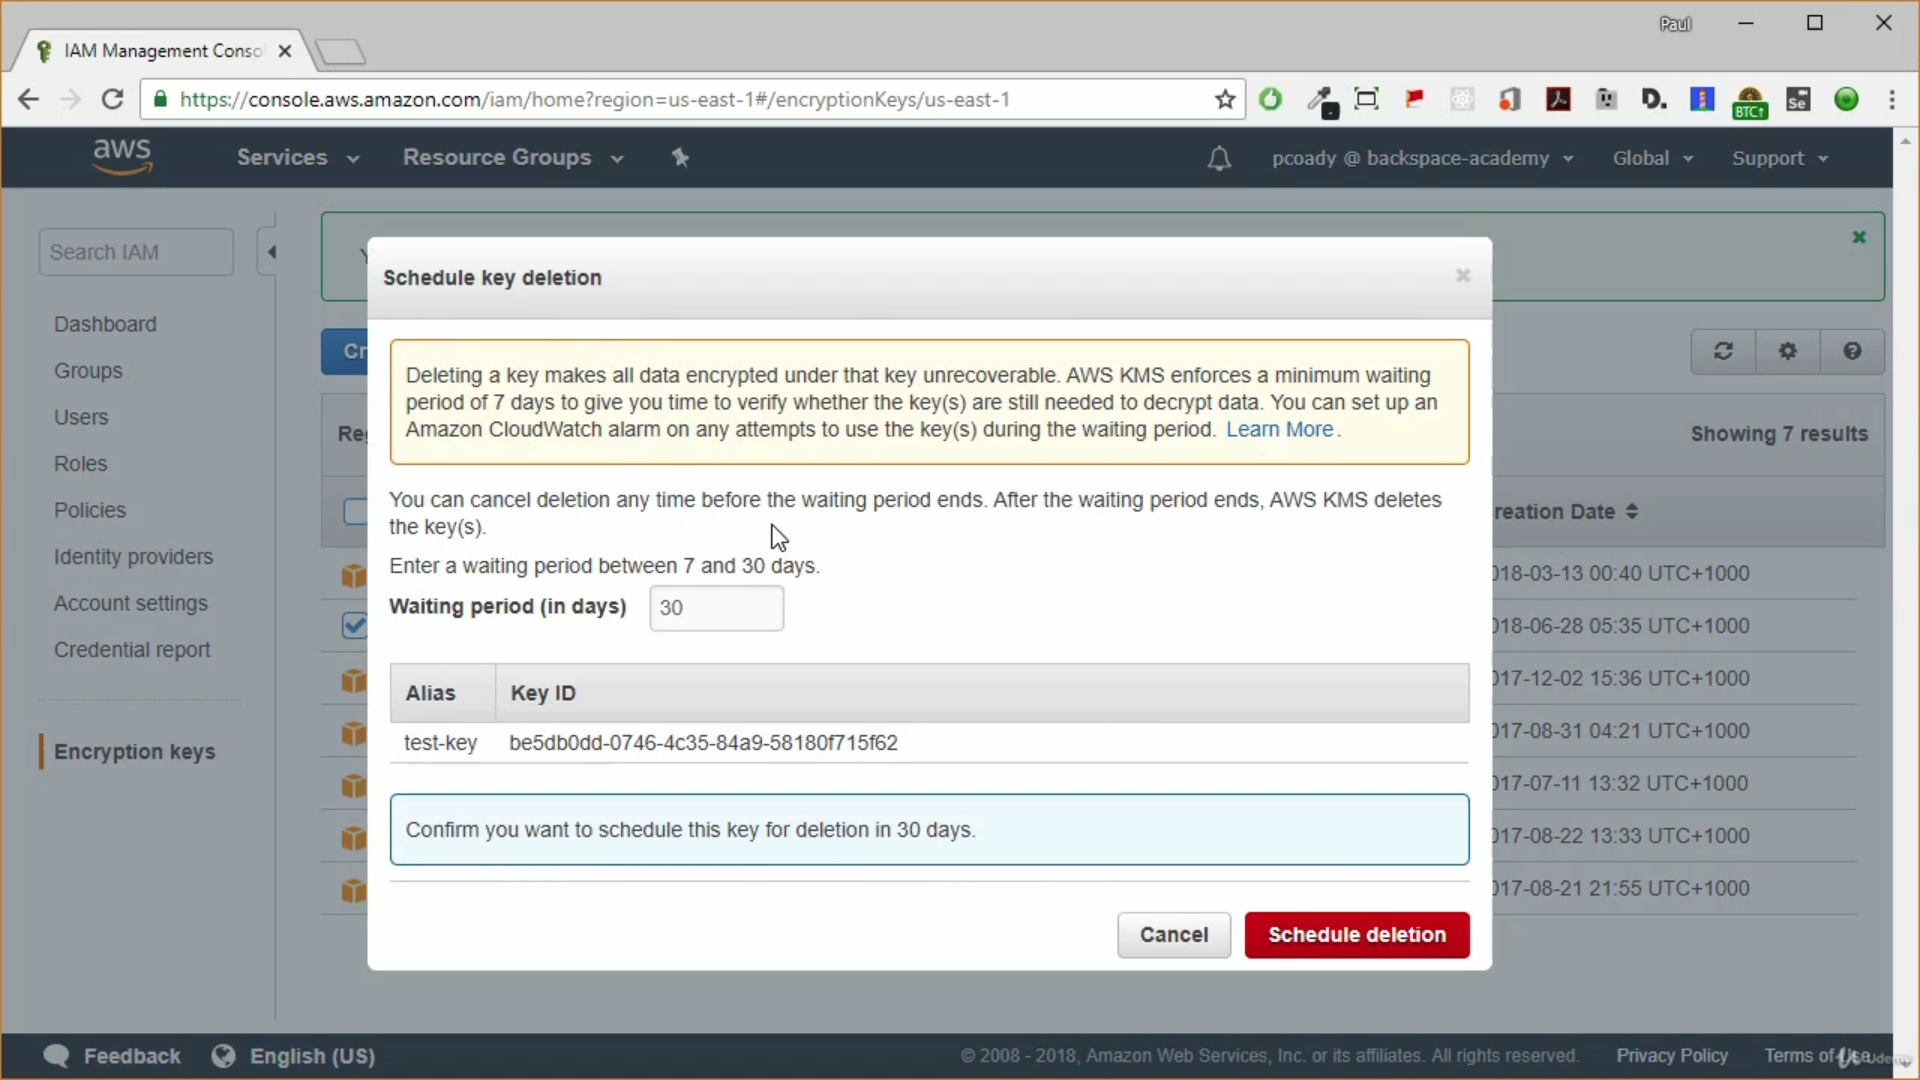 Paul
IAM Management Conso
https://console.aws.amazon.com/iam/home?region=us-east-1#/encryptionKeys/us-east-1
BTC↑
Se
D.
aws
Services
Resource Groups
pcoady @ backspace-academy
Global
Support
Search IAM
Dashboard
Groups
Users
Roles
Policies
Identity providers
Account settings
Credential report
Encryption keys
Cr
Showing 7 results
reation Date
018-03-13 00:40 UTC+1000
018-06-28 05:35 UTC+1000
017-12-02 15:36 UTC+1000
017-08-31 04:21 UTC+1000
017-07-11 13:32 UTC+1000
017-08-22 13:33 UTC+1000
017-08-21 21:55 UTC+1000
Schedule key deletion
Deleting a key makes all data encrypted under that key unrecoverable. AWS KMS enforces a minimum waiting
period of 7 days to give you time to verify whether the key(s) are still needed to decrypt data. You can set up an
Amazon CloudWatch alarm on any attempts to use the key(s) during the waiting period. Learn More.
You can cancel deletion any time before the waiting period ends. After the waiting period ends, AWS KMS deletes
the key(s).
Enter a waiting period between 7 and 30 days.
Waiting period (in days) 30
Alias Key ID
test-key be5db0dd-0746-4c35-84a9-58180f715f62
Confirm you want to schedule this key for deletion in 30 days.
Cancel
Schedule deletion
Feedback
English (US)
© 2008 - 2018, Amazon Web Services, Inc. or its affiliates. All rights reserved.
Privacy Policy
Terms of Use